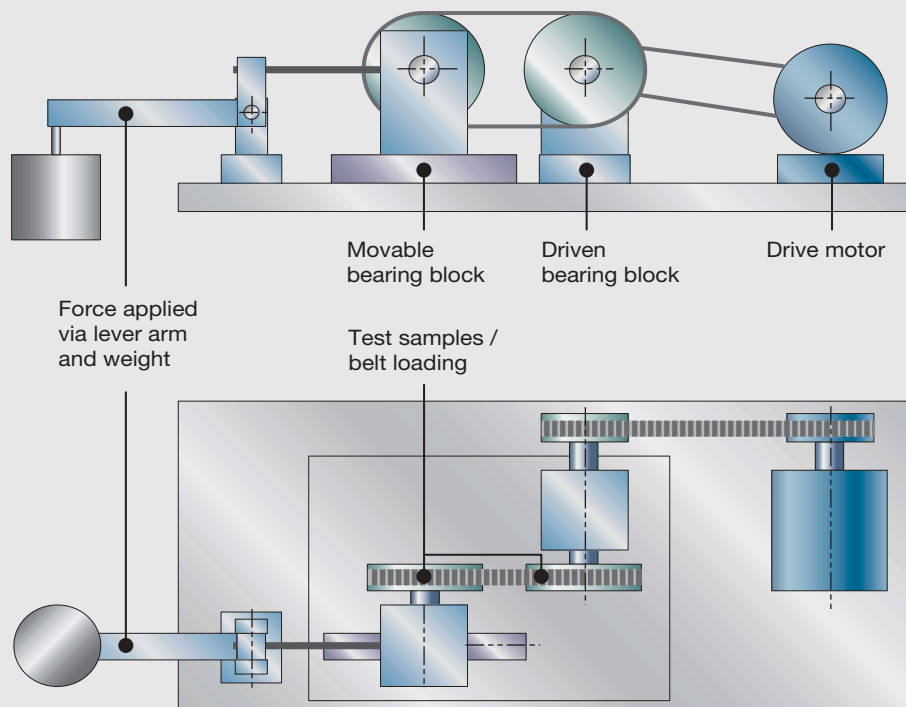 Movable
bearing block
Driven
bearing block
Drive motor
Force applied
via lever arm
and weight
Test samples /
belt loading